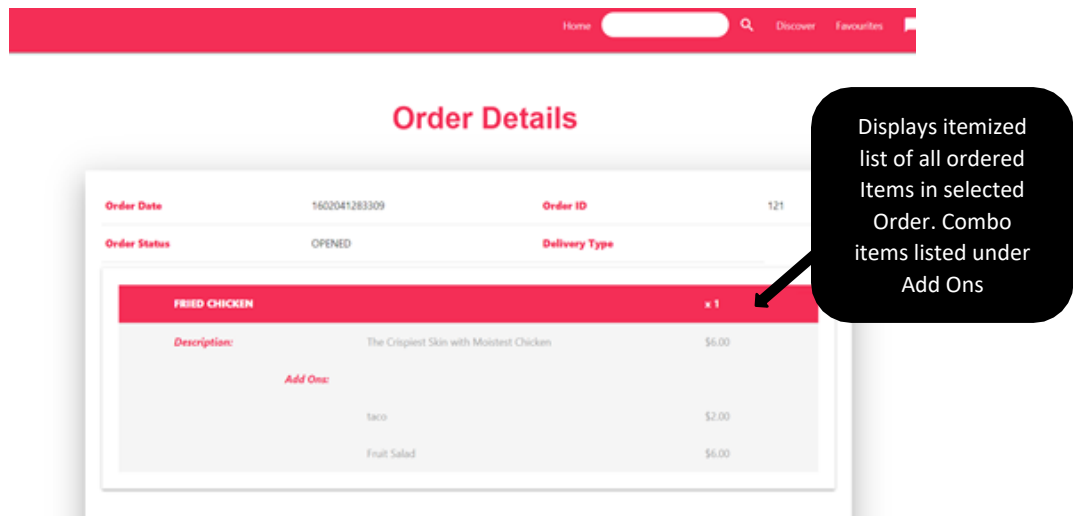 Home Discover Favourites
Order Details
Order Date 1602041283309 Order ID 121
Order Status OPENED Delivery Type
FRIED CHICKEN x 1
Description: The Crispiest Skin with Moistest Chicken $6.00
Add Ons:
taco $2.00
Fruit Salad $6.00
Displays itemized
list of all ordered
Items in selected
Order. Combo
items listed under
Add Ons